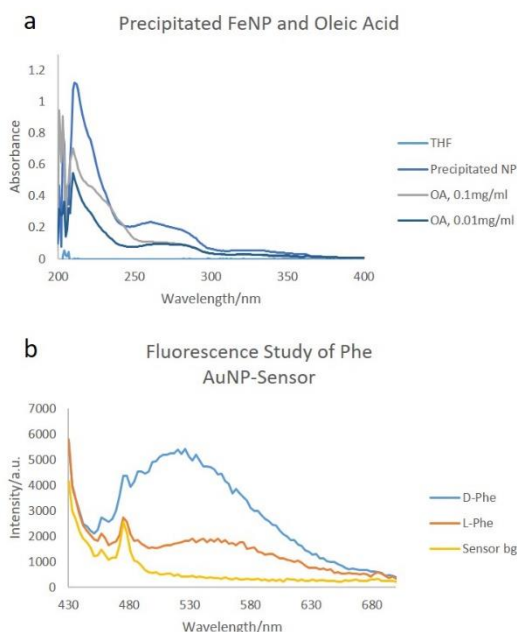 a
Precipitated FeNP and Oleic Acid
Absorbance
1.2
1
0.8
0.6
0.4
0.2
0
200
250
300
350
400
Wavelength/nm
THF
Precipitated NP
OA, 0.1mg/ml
OA, 0.01mg/ml
b
Fluorescence Study of Phe
AuNP-Sensor
Intensity/a.u.
7000
6000
5000
4000
3000
2000
1000
0
430
480
530
580
630
680
Wavelength/nm
D-Phe
L-Phe
Sensor bg